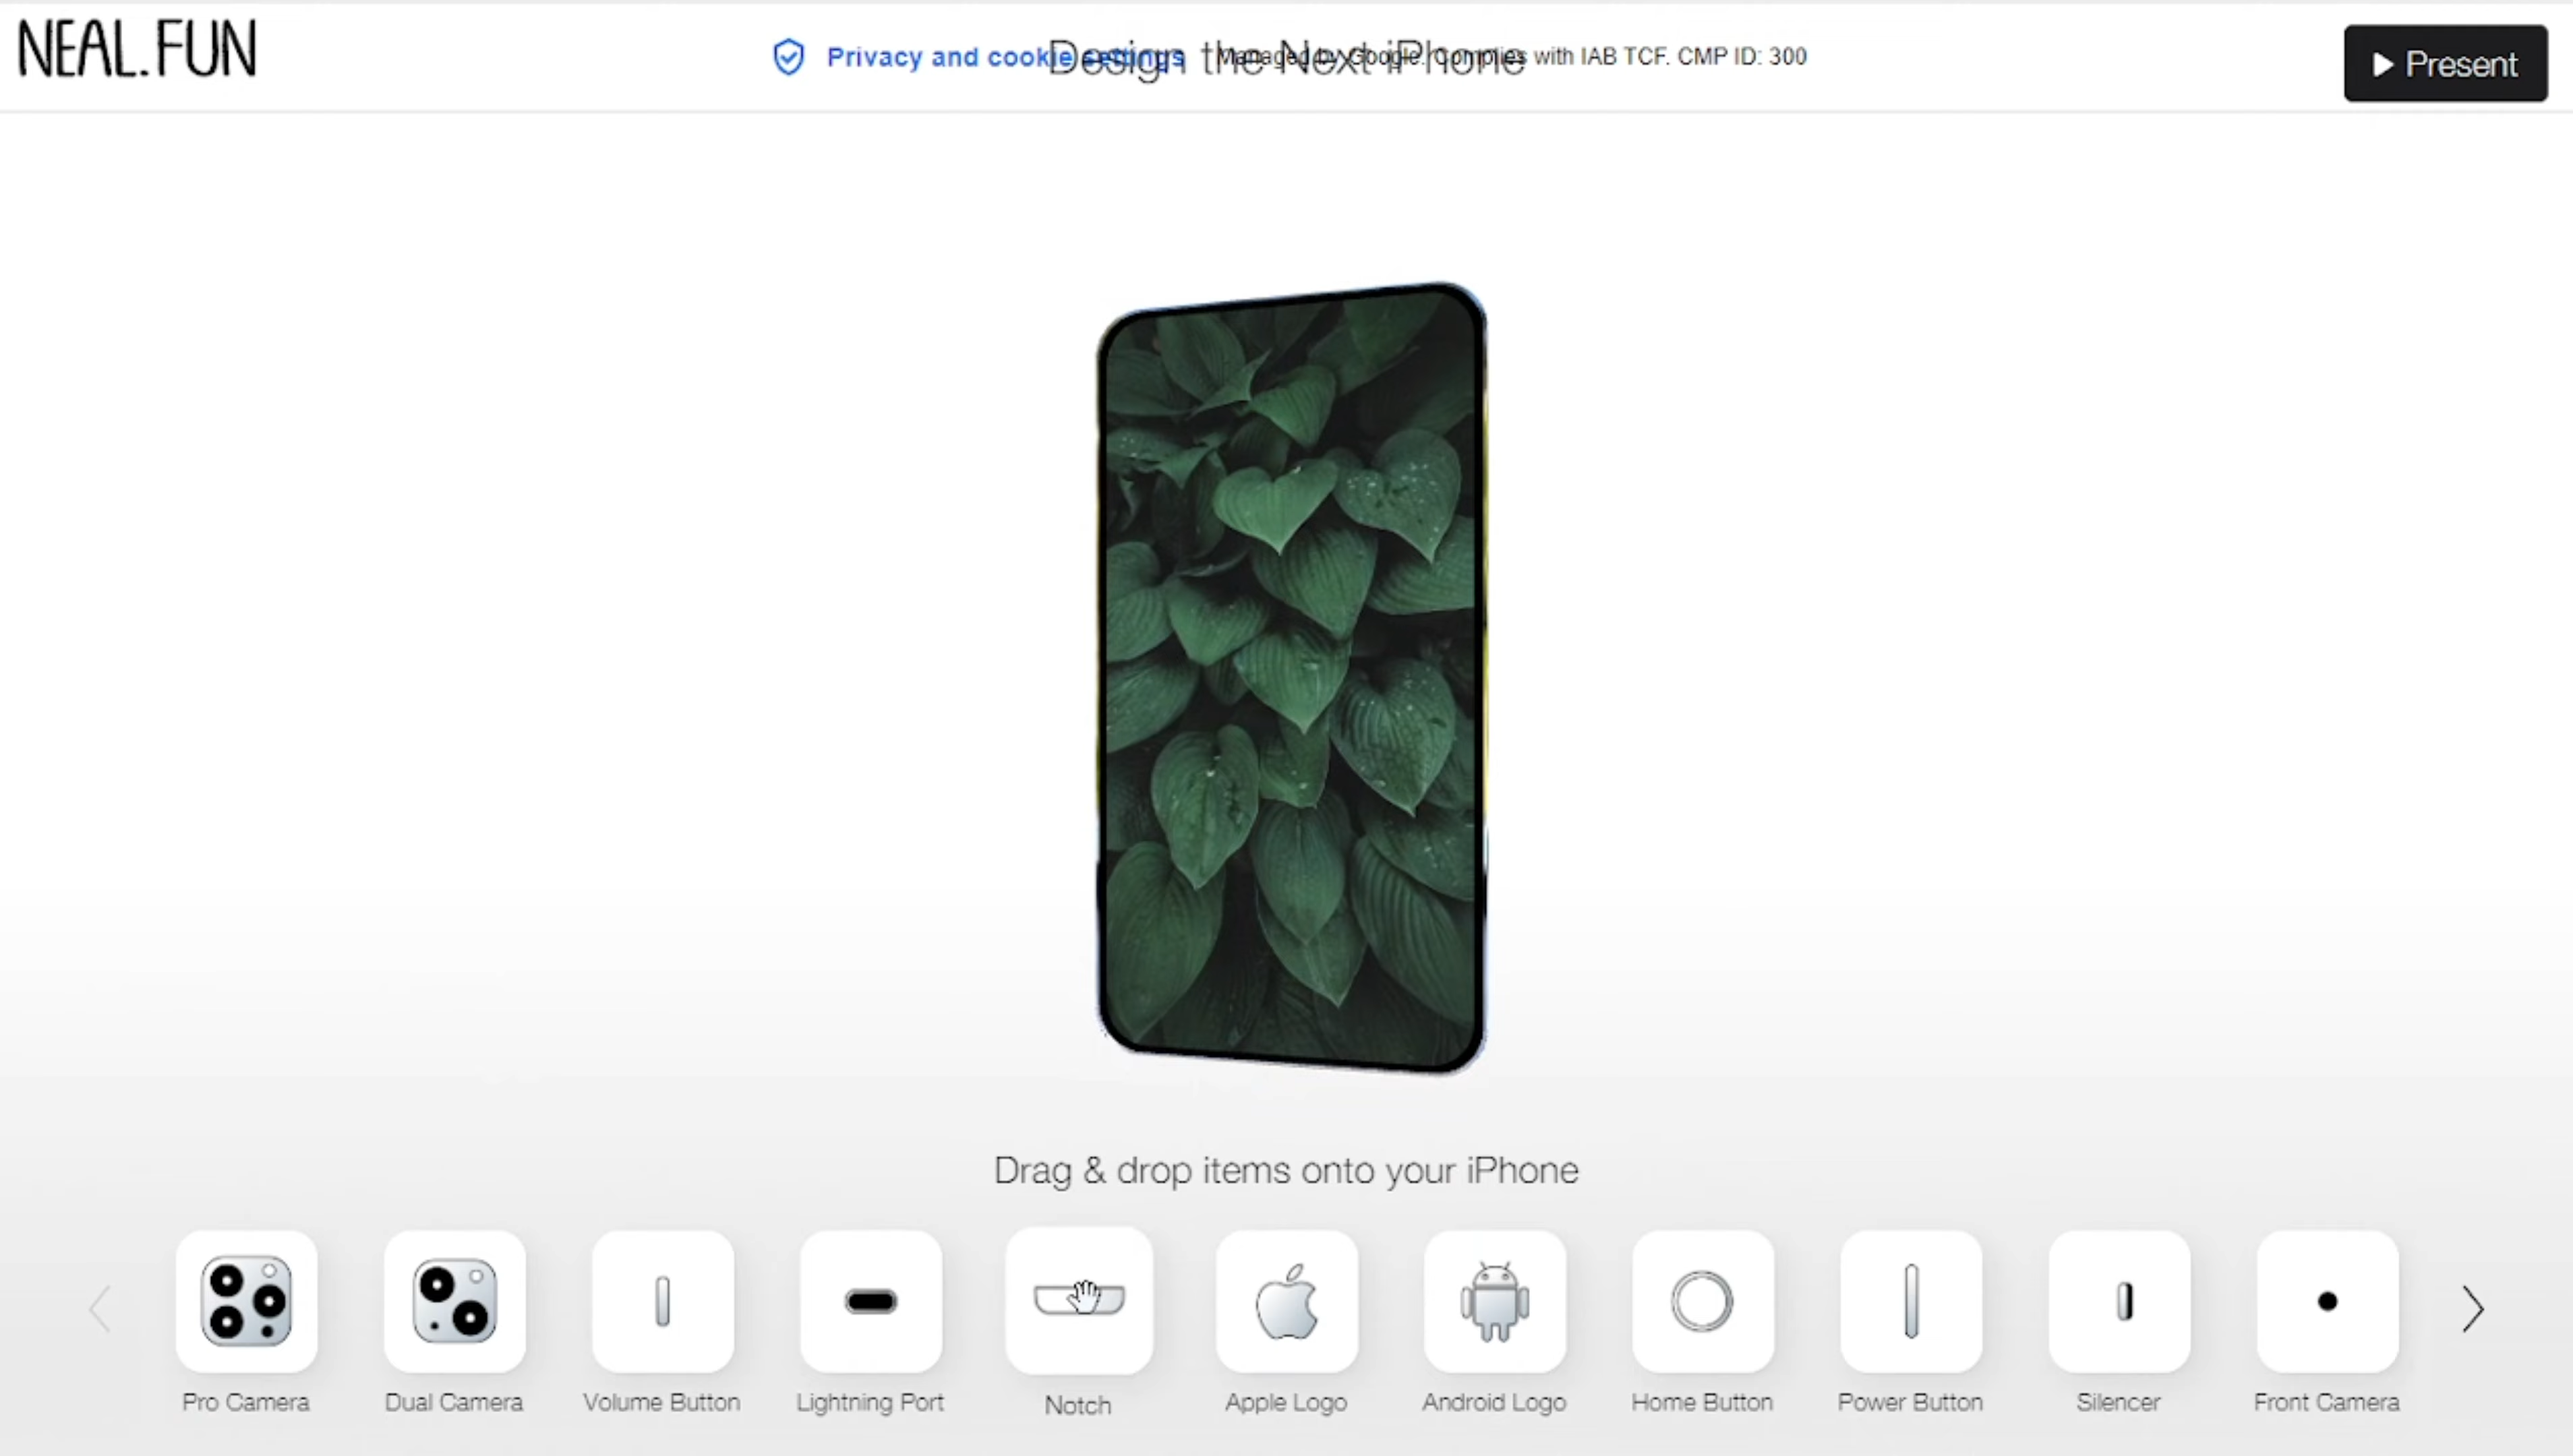 NEAL.FUN
Privacy and cookie settings
Managed by Google. Complies with IAB TCF. CMP ID: 300
Design the Next iPhone
Present
Drag & drop items onto your iPhone
Pro Camera
Dual Camera
Volume Button
Lightning Port
Notch
Apple Logo
Android Logo
Home Button
Power Button
Silencer
Front Camera